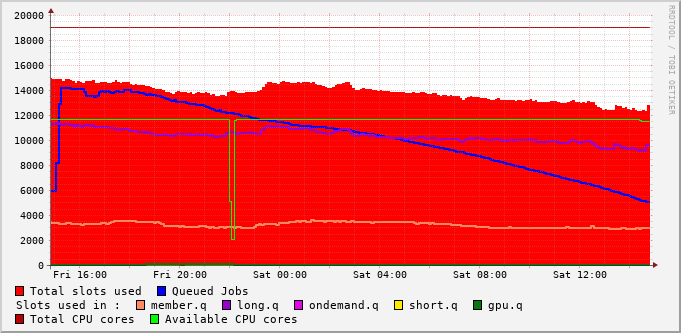 RRDTOOL / TOBI OETIKER
20000
18000
16000
14000
12000
10000
8000
6000
4000
2000
0
Fri 16:00 Fri 20:00 Sat 00:00 Sat 04:00 Sat 08:00 Sat 12:00
Total slots used Queued Jobs
Slots used in : member.q long.q ondemand.q short.q gpu.q
Total CPU cores Available CPU cores